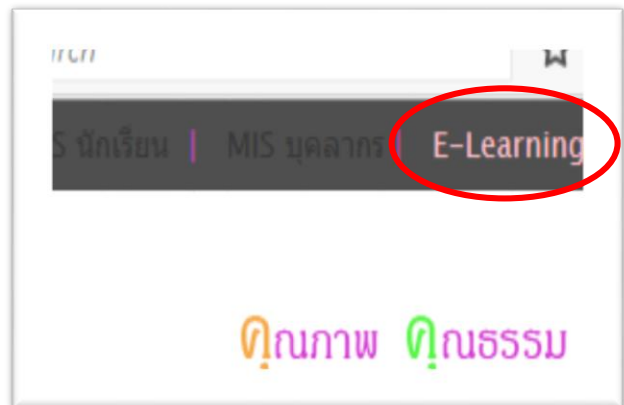 rch
S นักเรียน | MIS บุคลากร | E-Learning
คุณภาพ คุณธรรม